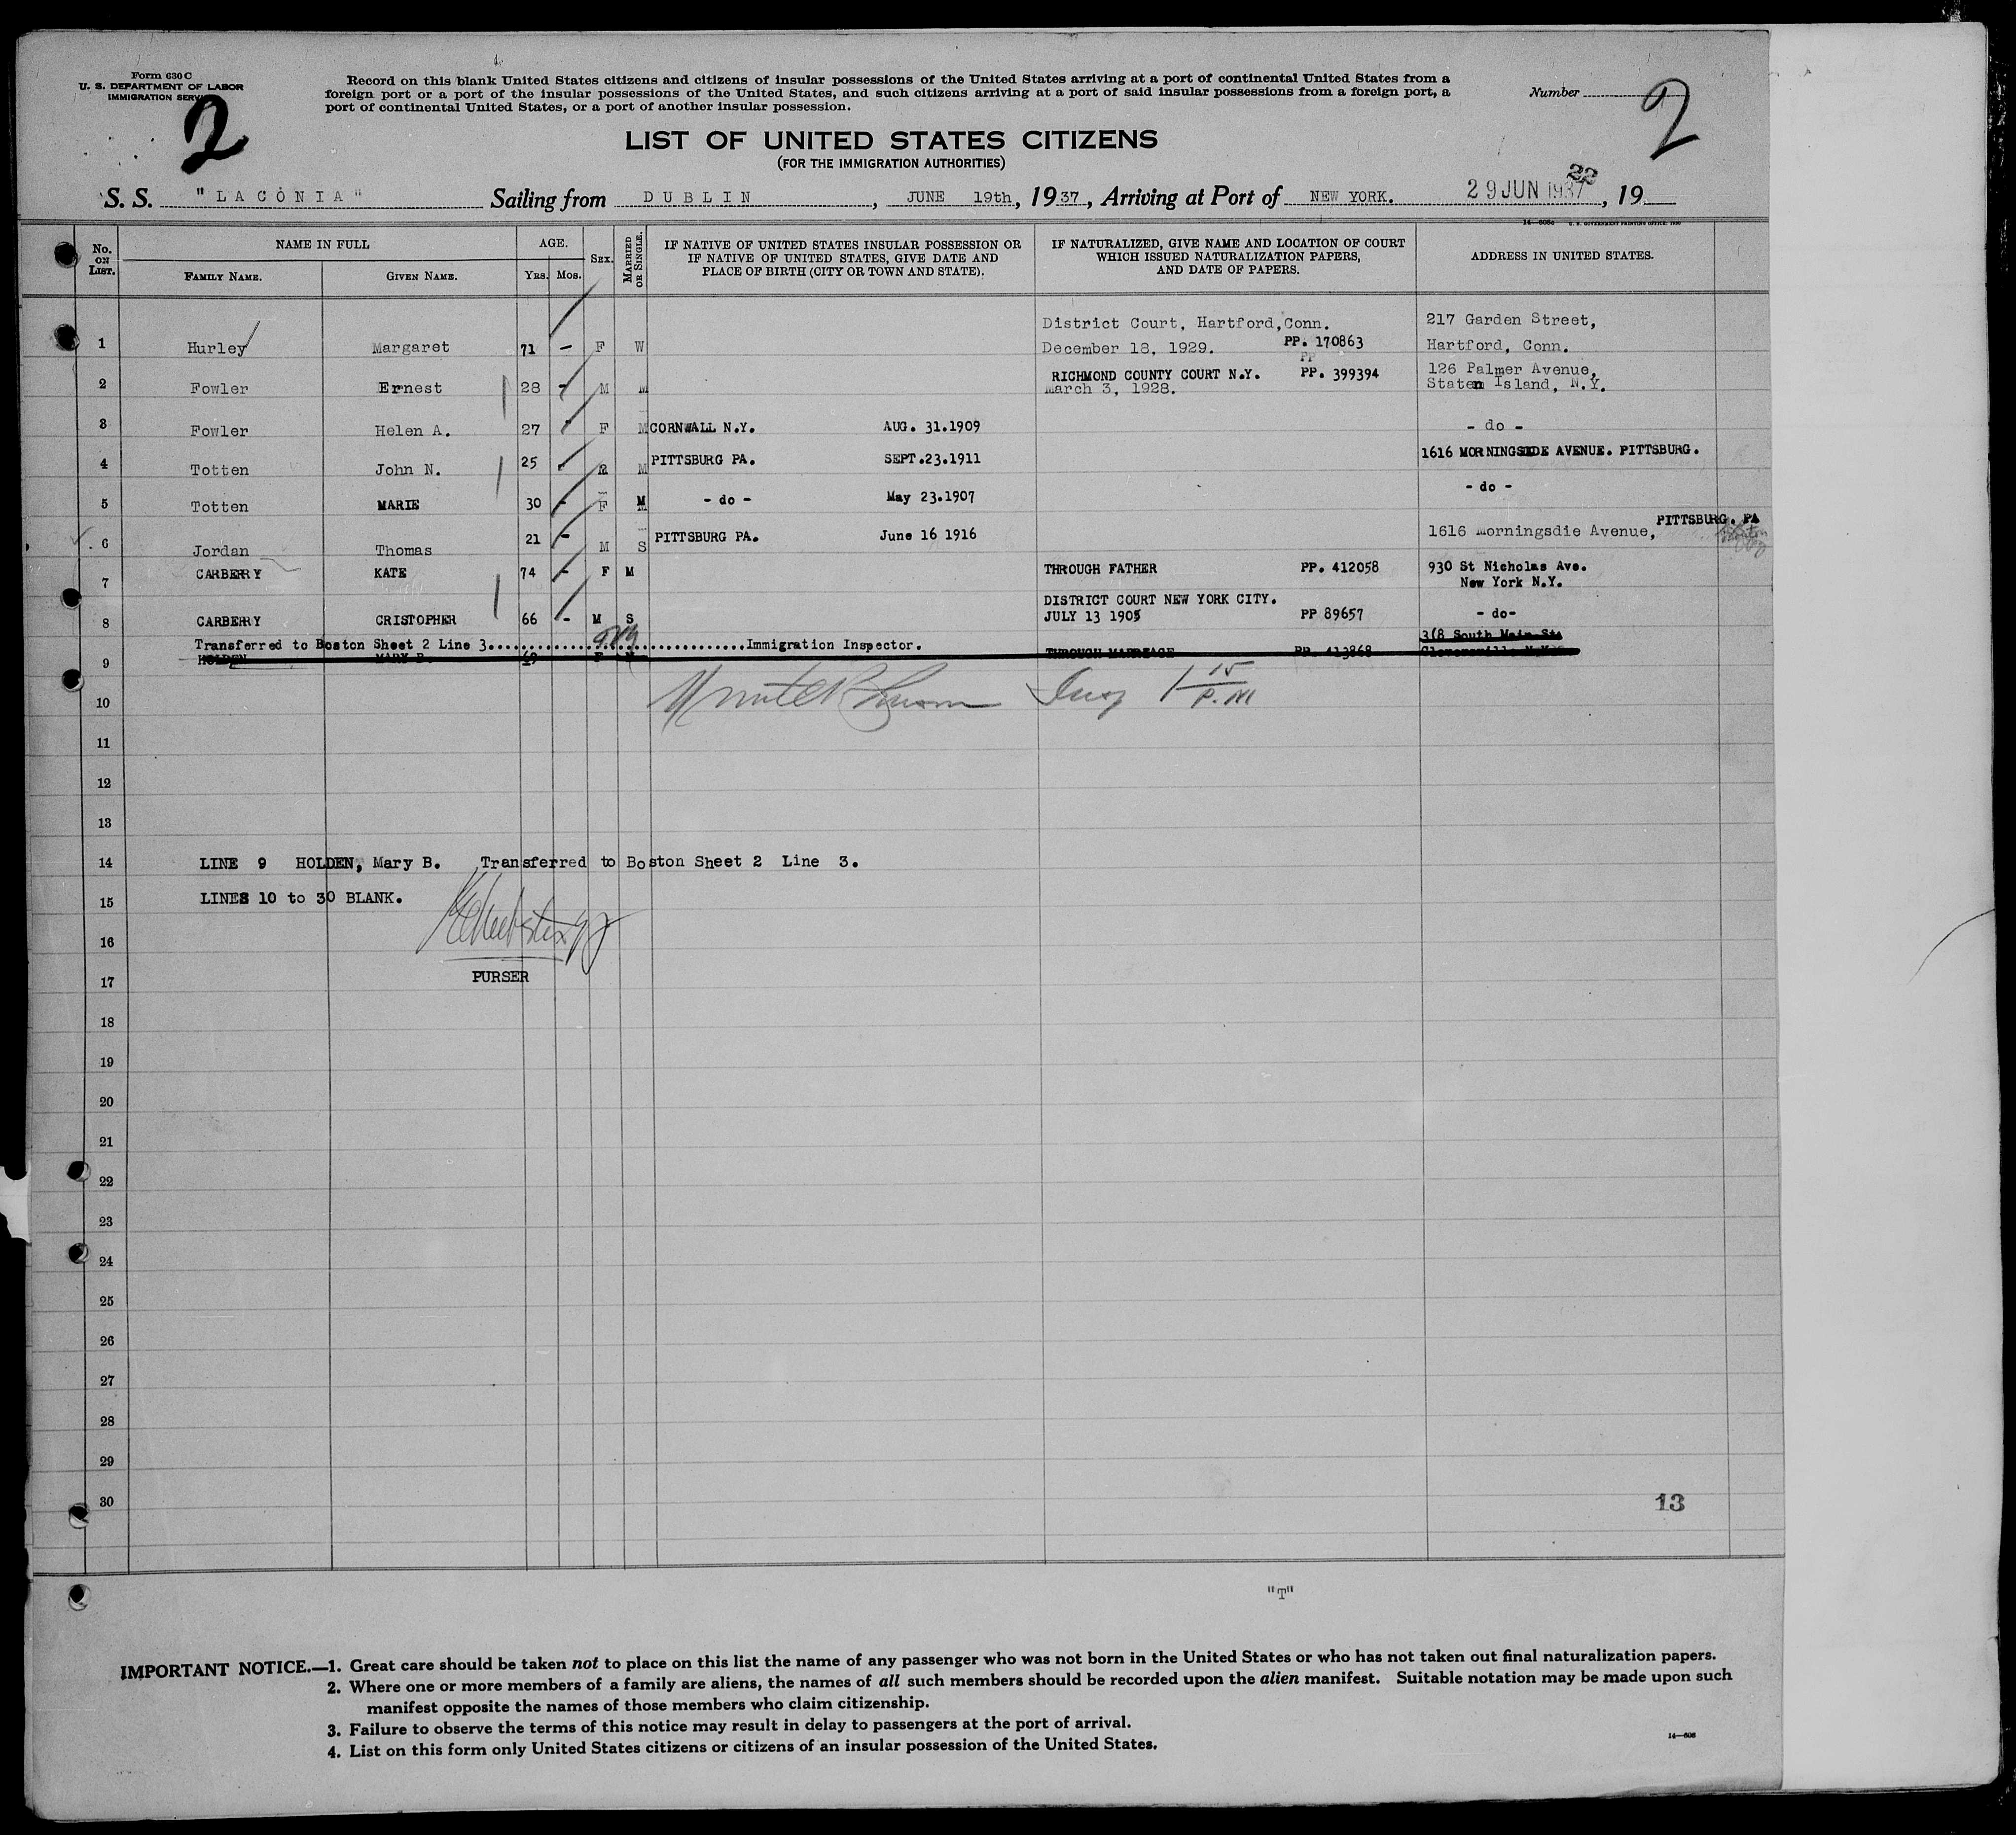 Form 630 C
U. S. DEPARTMENT OF LABOR
IMMIGRATION SERVICE
2
Record on this blank United States citizens and citizens of insular possessions of the United States arriving at a port of continental United States from a
foreign port or a port of the insular possessions of the United States, and such citizens arriving at a port of said insular possessions from a foreign port, a
port of continental United States, or a port of another insular possession.
Number 2
LIST OF UNITED STATES CITIZENS
(FOR THE IMMIGRATION AUTHORITIES)
S. S. "LACONIA" Sailing from DUBLIN, JUNE 19th, 1937, Arriving at Port of NEW YORK. 29 JUN 1937 22, 19
No. ON LIST. NAME IN FULL AGE. SEX. MARRIED OR SINGLE. IF NATIVE OF UNITED STATES INSULAR POSSESSION OR IF NATIVE OF UNITED STATES, GIVE DATE AND PLACE OF BIRTH (CITY OR TOWN AND STATE). IF NATURALIZED, GIVE NAME AND LOCATION OF COURT WHICH ISSUED NATURALIZATION PAPERS, AND DATE OF PAPERS. ADDRESS IN UNITED STATES.
FAMILY NAME. GIVEN NAME. YRS. MOS.
District Court, Hartford, Conn. 217 Garden Street,
1 Hurley Margaret 71 - F W December 18, 1929. PP. 170863 Hartford, Conn.
RICHMOND COUNTY COURT N.Y. PP. 399394 126 Palmer Avenue,
2 Fowler Ernest 28 - M M March 3, 1928. Staten Island, N.Y.
3 Fowler Helen A. 27 F M CORNWALL N.Y. AUG. 31.1909 - do -
4 Totten John N. 25 - M PITTSBURG PA. SEPT.23.1911 1616 MORNINGSIDE AVENUE. PITTSBURG.
5 Totten MARIE 30 - F M - do - May 23.1907 - do -
PITTSBURG. PA
6 Jordan Thomas 21 - M S PITTSBURG PA. June 16 1916 1616 Morningsdie Avenue,
7 CARBERRY KATE 74 - F M THROUGH FATHER PP. 412058 930 St Nicholas Ave.
New York N.Y.
DISTRICT COURT NEW YORK CITY.
8 CARBERRY CRISTOPHER 66 - M S JULY 13 1905 PP 89657 - do-
Transferred to Boston Sheet 2 Line 3. Immigration Inspector. South Main St.
9 HOLDEN MARY B. 69 F M THROUGH MARRIAGE PP. 413868
10 Insp 1 15 P.M
11
12
13
14 LINE 9 HOLDEN, Mary B. Transferred to Boston Sheet 2 Line 3.
15 LINES 10 to 30 BLANK.
16
17 PURSER
18
19
20
21
22
23
24
25
26
27
28
29
30
13
"T"
IMPORTANT NOTICE.—1. Great care should be taken not to place on this list the name of any passenger who was not born in the United States or who has not taken out final naturalization papers.
2. Where one or more members of a family are aliens, the names of all such members should be recorded upon the alien manifest. Suitable notation may be made upon such
manifest opposite the names of those members who claim citizenship.
3. Failure to observe the terms of this notice may result in delay to passengers at the port of arrival.
4. List on this form only United States citizens or citizens of an insular possession of the United States.